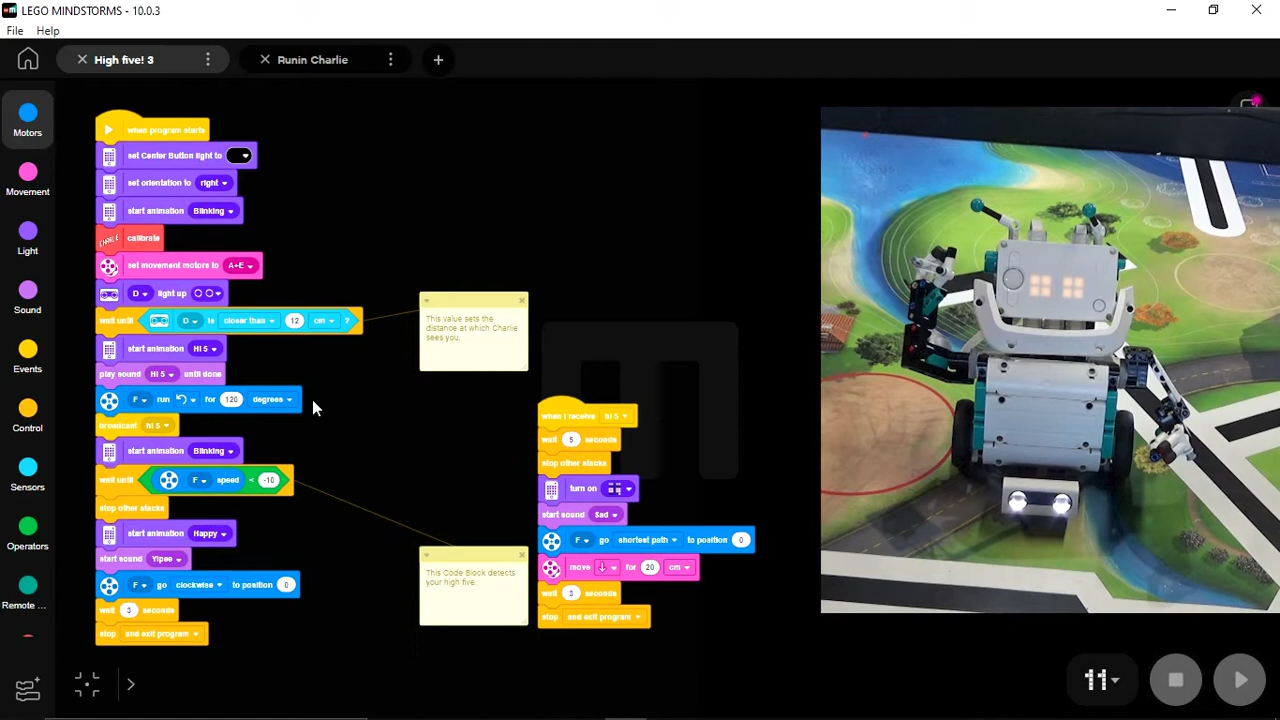 LEGO MINDSTORMS - 10.0.3
File Help
High five! 3
Runin Charlie
Motors
Movement
Light
Sound
Events
Control
Sensors
Operators
Remote ...
when program starts
set Center Button light to
set orientation to right
start animation Blinking
calibrate
set movement motors to A+E
D light up
wait until D is closer than 12 cm ?
start animation Hi 5
play sound Hi 5 until done
F run for 120 degrees
broadcast hi 5
start animation Blinking
wait until F speed < -10
stop other stacks
start animation Happy
start sound Yipee
F go clockwise to position 0
wait 3 seconds
stop and exit program
This value sets the
distance at which Charlie
sees you.
This Code Block detects
your high five.
when I receive hi 5
wait 5 seconds
stop other stacks
turn on
start sound Sad
F go shortest path to position 0
move for 20 cm
wait 3 seconds
stop and exit program
11